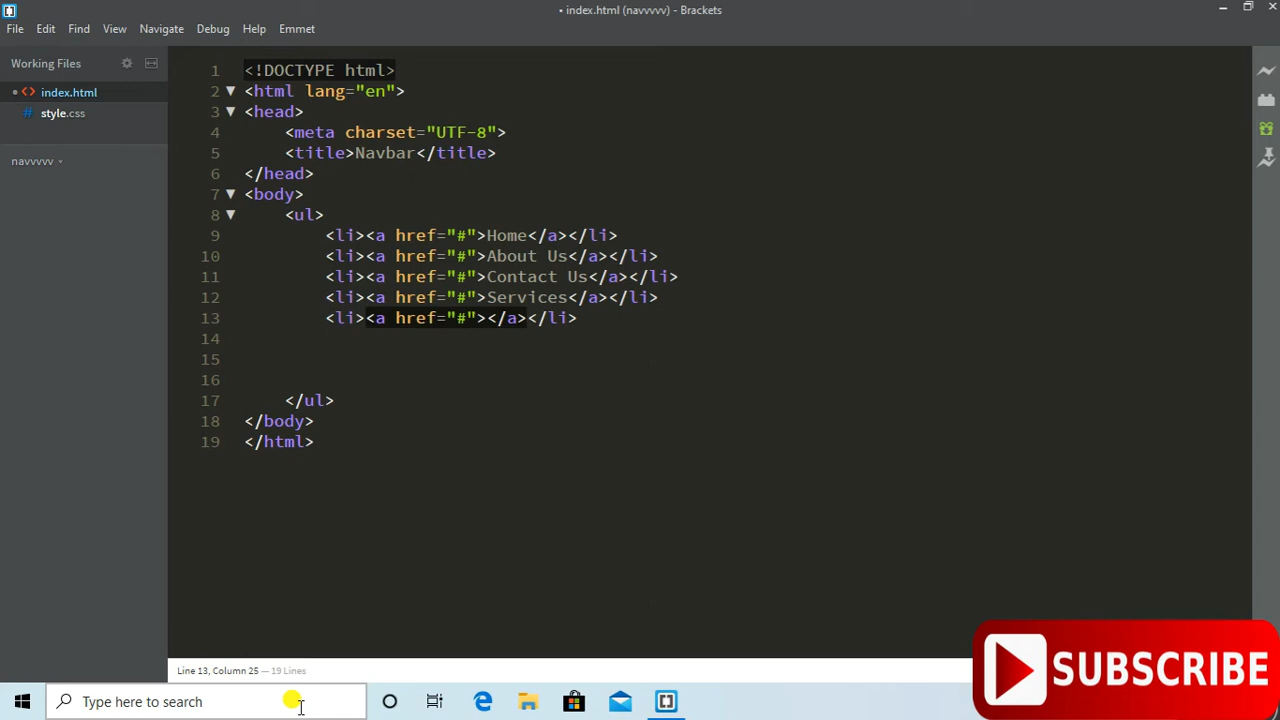 • index.html (navvvvv) - Brackets
File Edit Find View Navigate Debug Help Emmet
Working Files
• <> index.html
# style.css
navvvvv
1 <!DOCTYPE html>
2 <html lang="en">
3 <head>
4 <meta charset="UTF-8">
5 <title>Navbar</title>
6 </head>
7 <body>
8 <ul>
9 <li><a href="#">Home</a></li>
10 <li><a href="#">About Us</a></li>
11 <li><a href="#">Contact Us</a></li>
12 <li><a href="#">Services</a></li>
13 <li><a href="#"></a></li>
14
15
16
17 </ul>
18 </body>
19 </html>
Line 13, Column 25 — 19 Lines
SUBSCRIBE
Type here to search